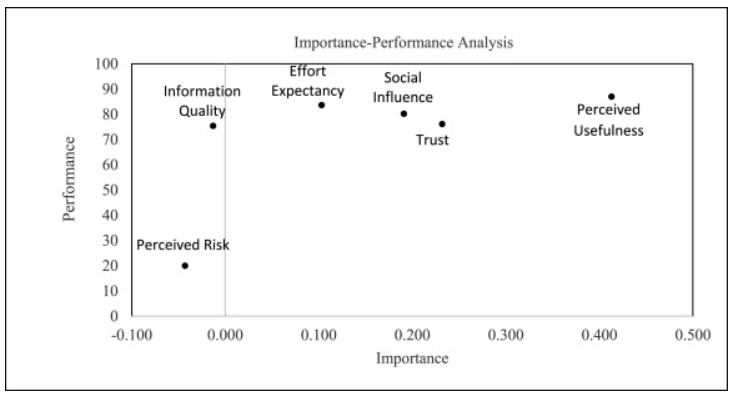 Importance-Performance Analysis
Performance
100
90
80
70
60
50
40
30
20
10
0
Information
Quality
Effort
Expectancy
Social
Influence
Trust
Perceived
Usefulness
Perceived Risk
-0.100
0.000
0.100
0.200
0.300
0.400
0.500
Importance